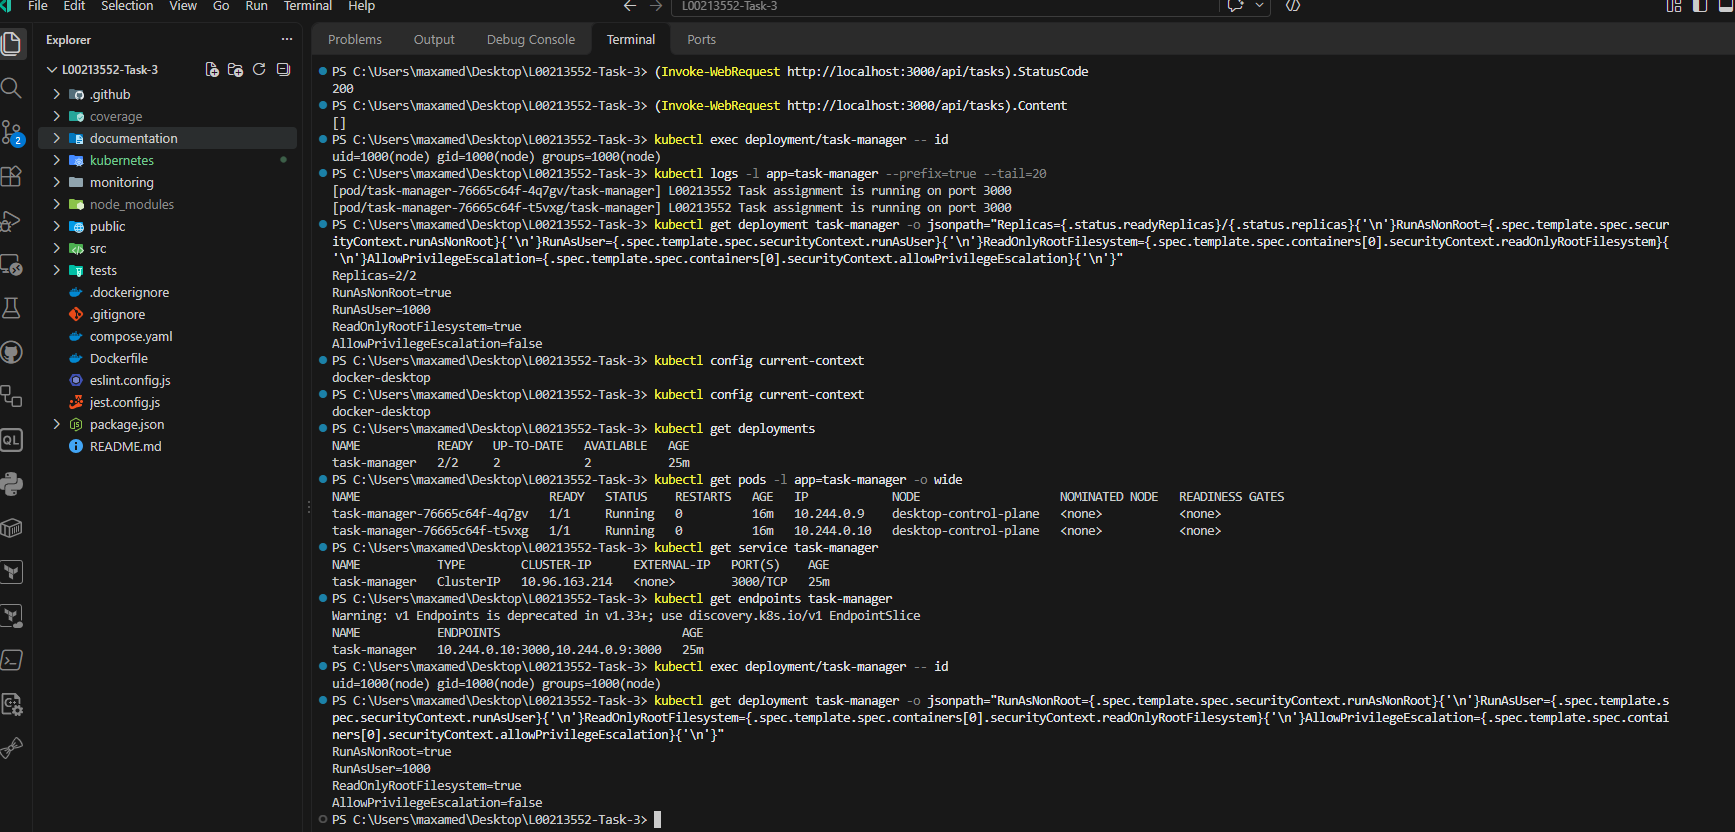 File Edit Selection View Go Run Terminal Help
L00213552-Task-3
Explorer
L00213552-Task-3
.github
coverage
documentation
kubernetes
monitoring
node_modules
public
src
tests
.dockerignore
.gitignore
compose.yaml
Dockerfile
eslint.config.js
jest.config.js
package.json
README.md
2
QL
Problems Output Debug Console Terminal Ports
PS C:\Users\maxamed\Desktop\L00213552-Task-3> (Invoke-WebRequest http://localhost:3000/api/tasks).StatusCode
200
PS C:\Users\maxamed\Desktop\L00213552-Task-3> (Invoke-WebRequest http://localhost:3000/api/tasks).Content
[]
PS C:\Users\maxamed\Desktop\L00213552-Task-3> kubectl exec deployment/task-manager -- id
uid=1000(node) gid=1000(node) groups=1000(node)
PS C:\Users\maxamed\Desktop\L00213552-Task-3> kubectl logs -l app=task-manager --prefix=true --tail=20
[pod/task-manager-76665c64f-4q7gv/task-manager] L00213552 Task assignment is running on port 3000
[pod/task-manager-76665c64f-t5vxg/task-manager] L00213552 Task assignment is running on port 3000
PS C:\Users\maxamed\Desktop\L00213552-Task-3> kubectl get deployment task-manager -o jsonpath="Replicas={.status.readyReplicas}/{.status.replicas}{'\n'}RunAsNonRoot={.spec.template.spec.secur
ityContext.runAsNonRoot}{'\n'}RunAsUser={.spec.template.spec.securityContext.runAsUser}{'\n'}ReadOnlyRootFilesystem={.spec.template.spec.containers[0].securityContext.readOnlyRootFilesystem}{
'\n'}AllowPrivilegeEscalation={.spec.template.spec.containers[0].securityContext.allowPrivilegeEscalation}{'\n'}"
Replicas=2/2
RunAsNonRoot=true
RunAsUser=1000
ReadOnlyRootFilesystem=true
AllowPrivilegeEscalation=false
PS C:\Users\maxamed\Desktop\L00213552-Task-3> kubectl config current-context
docker-desktop
PS C:\Users\maxamed\Desktop\L00213552-Task-3> kubectl config current-context
docker-desktop
PS C:\Users\maxamed\Desktop\L00213552-Task-3> kubectl get deployments
NAME READY UP-TO-DATE AVAILABLE AGE
task-manager 2/2 2 2 25m
PS C:\Users\maxamed\Desktop\L00213552-Task-3> kubectl get pods -l app=task-manager -o wide
NAME READY STATUS RESTARTS AGE IP NODE NOMINATED NODE READINESS GATES
task-manager-76665c64f-4q7gv 1/1 Running 0 16m 10.244.0.9 desktop-control-plane <none> <none>
task-manager-76665c64f-t5vxg 1/1 Running 0 16m 10.244.0.10 desktop-control-plane <none> <none>
PS C:\Users\maxamed\Desktop\L00213552-Task-3> kubectl get service task-manager
NAME TYPE CLUSTER-IP EXTERNAL-IP PORT(S) AGE
task-manager ClusterIP 10.96.163.214 <none> 3000/TCP 25m
PS C:\Users\maxamed\Desktop\L00213552-Task-3> kubectl get endpoints task-manager
Warning: v1 Endpoints is deprecated in v1.33+; use discovery.k8s.io/v1 EndpointSlice
NAME ENDPOINTS AGE
task-manager 10.244.0.10:3000,10.244.0.9:3000 25m
PS C:\Users\maxamed\Desktop\L00213552-Task-3> kubectl exec deployment/task-manager -- id
uid=1000(node) gid=1000(node) groups=1000(node)
PS C:\Users\maxamed\Desktop\L00213552-Task-3> kubectl get deployment task-manager -o jsonpath="RunAsNonRoot={.spec.template.spec.securityContext.runAsNonRoot}{'\n'}RunAsUser={.spec.template.s
pec.securityContext.runAsUser}{'\n'}ReadOnlyRootFilesystem={.spec.template.spec.containers[0].securityContext.readOnlyRootFilesystem}{'\n'}AllowPrivilegeEscalation={.spec.template.spec.contai
ners[0].securityContext.allowPrivilegeEscalation}{'\n'}"
RunAsNonRoot=true
RunAsUser=1000
ReadOnlyRootFilesystem=true
AllowPrivilegeEscalation=false
PS C:\Users\maxamed\Desktop\L00213552-Task-3>